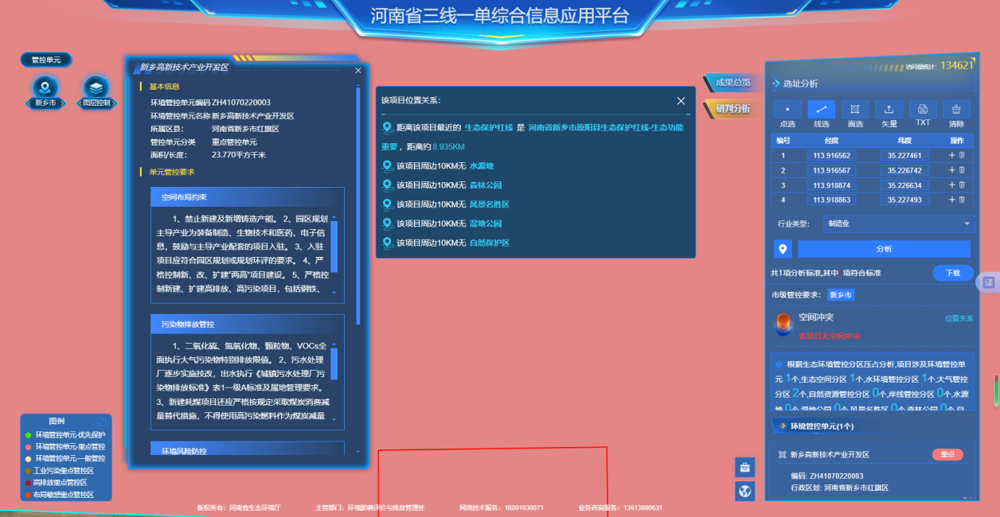 河南省三线一单综合信息应用平台
管控单元
新乡市
图层控制
新乡高新技术产业开发区
基本信息
环境管控单元编码 ZH41070220003
环境管控单元名称 新乡高新技术产业开发区
所属区县: 河南省新乡市红旗区
管控单元分类 重点管控单元
面积/长度: 23.770平方千米
单元管控要求
空间布局约束
1、禁止新建及新增铸造产能。 2、园区规划
主导产业为装备制造、生物技术和医药、电子信
息，鼓励与主导产业配套的项目入驻。 3、入驻
项目应符合园区规划或规划环评的要求。 4、严
格控制新、改、扩建"两高"项目建设。 5、严格控
制新建、扩建高排放、高污染项目，包括钢铁、
污染物排放管控
1、二氧化硫、氮氧化物、颗粒物、VOCs全
面执行大气污染物特别排放限值。 2、污水处理
厂逐步实施技改，出水执行《城镇污水处理厂污
染物排放标准》表1一级A标准及属地管理要求。
3、新建耗煤项目还应严格按规定采取煤炭消费减
量替代措施，不得使用高污染燃料作为煤炭减量
环境风险防控
该项目位置关系:
距离该项目最近的 生态保护红线 是 河南省新乡市原阳县生态保护红线-生态功能
重要 ，距离约 8.935KM
该项目周边10KM无 水源地
该项目周边10KM无 森林公园
该项目周边10KM无 风景名胜区
该项目周边10KM无 湿地公园
该项目周边10KM无 自然保护区
成果总览
研判分析
访问量统计: 134621
选址分析
点选 线选 面选 矢量 TXT 清除
编号 经度 纬度 操作
1 113.916562 35.227461
2 113.916567 35.226742
3 113.918874 35.226634
4 113.918863 35.227493
行业类型: 制造业
分析
共1项分析标准,其中 项符合标准
下载
市级管控要求: 新乡市
空间冲突
位置关系
该项目无空间冲突
根据生态环境管控分区压占分析,项目涉及环境管控单
元 1个,生态空间分区 1个,水环境管控分区 1个,大气管控
分区 2个,自然资源管控分区 0个,岸线管控分区 0个,水源
地 0个,湿地公园 0个,风景名胜区 0个,森林公园 0个,自
环境管控单元(1个)
新乡高新技术产业开发区
重点
编码: ZH41070220003
行政区划: 河南省新乡市红旗区
译
图例
环境管控单元-优先保护
环境管控单元-重点管控
环境管控单元-一般管控
工业污染重点管控区
高排放重点管控区
布局敏感重点管控区
版权所有: 河南省生态环境厅 主管部门: 环境影响评价与排放管理处 网络技术服务: 18001030071 业务咨询服务: 13613800631